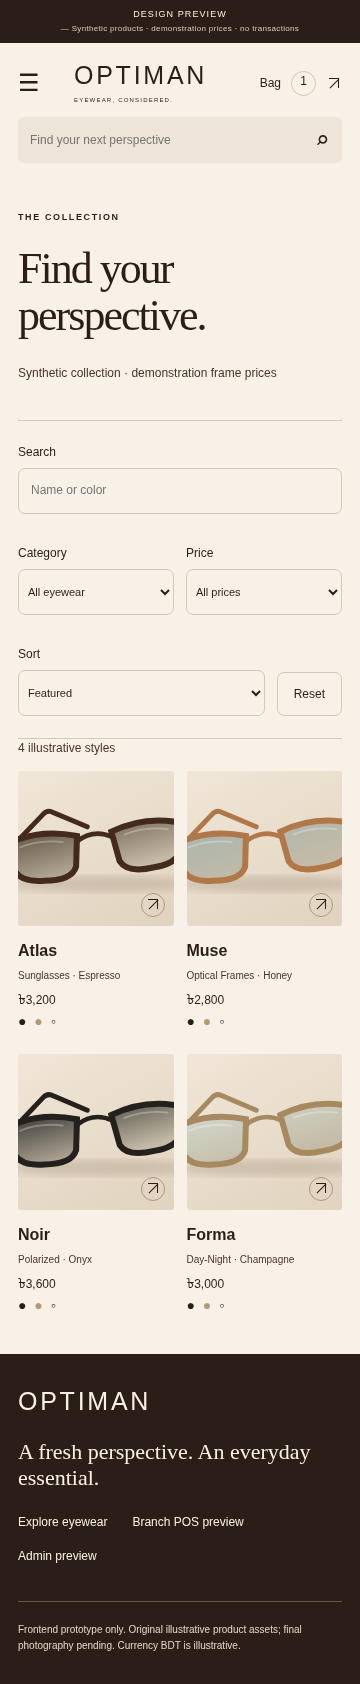 DESIGN PREVIEW
— Synthetic products · demonstration prices · no transactions
OPTIMAN
EYEWEAR, CONSIDERED.
Bag 1
Find your next perspective
THE COLLECTION
Find your
perspective.
Synthetic collection · demonstration frame prices
Search
Name or color
Category Price
All eyewear All prices
Sort
Featured Reset
4 illustrative styles
Atlas Muse
Sunglasses · Espresso Optical Frames · Honey
৳3,200 ৳2,800
Noir Forma
Polarized · Onyx Day-Night · Champagne
৳3,600 ৳3,000
OPTIMAN
A fresh perspective. An everyday
essential.
Explore eyewear Branch POS preview
Admin preview
Frontend prototype only. Original illustrative product assets; final
photography pending. Currency BDT is illustrative.